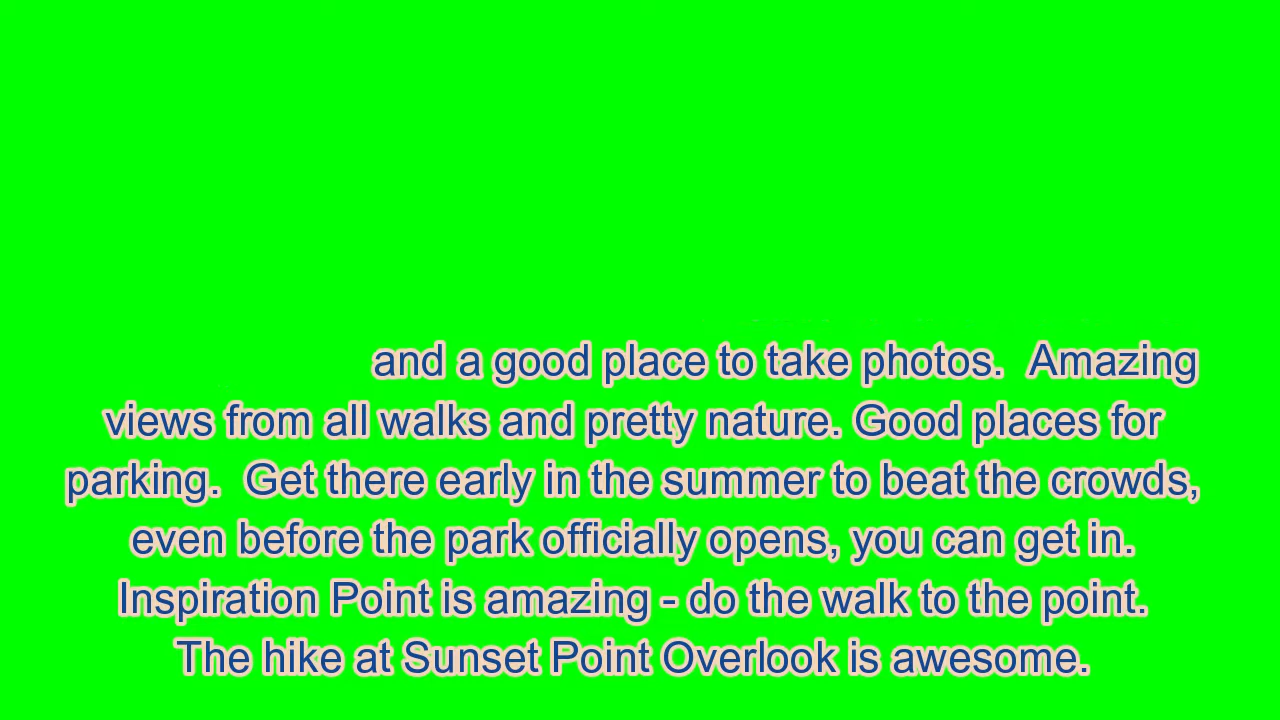 and a good place to take photos.  Amazing
views from all walks and pretty nature. Good places for
parking.  Get there early in the summer to beat the crowds,
even before the park officially opens, you can get in.
Inspiration Point is amazing - do the walk to the point.
The hike at Sunset Point Overlook is awesome.